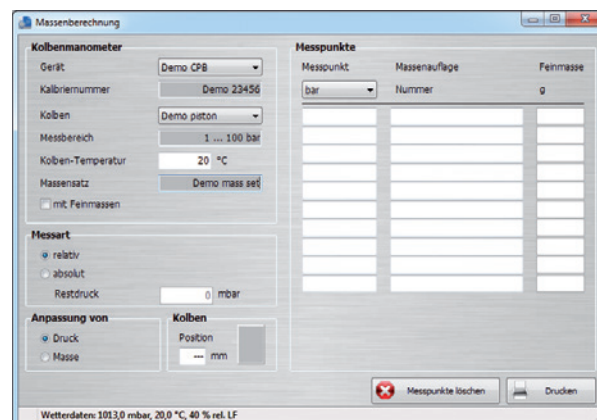 Massenberechnung
Kolbenmanometer
Gerät Demo CPB
Kalibriernummer Demo 23456
Kolben Demo piston
Messbereich 1 ... 100 bar
Kolben-Temperatur 20 °C
Massensatz Demo mass set
mit Feinmassen
Messart
relativ
absolut
Restdruck 0 mbar
Anpassung von
Druck
Masse
Kolben
Position
--- mm
Messpunkte
Messpunkt Massenauflage Feinmasse
bar Nummer g
Messpunkte löschen Drucken
Wetterdaten: 1013,0 mbar, 20,0 °C, 40 % rel. LF